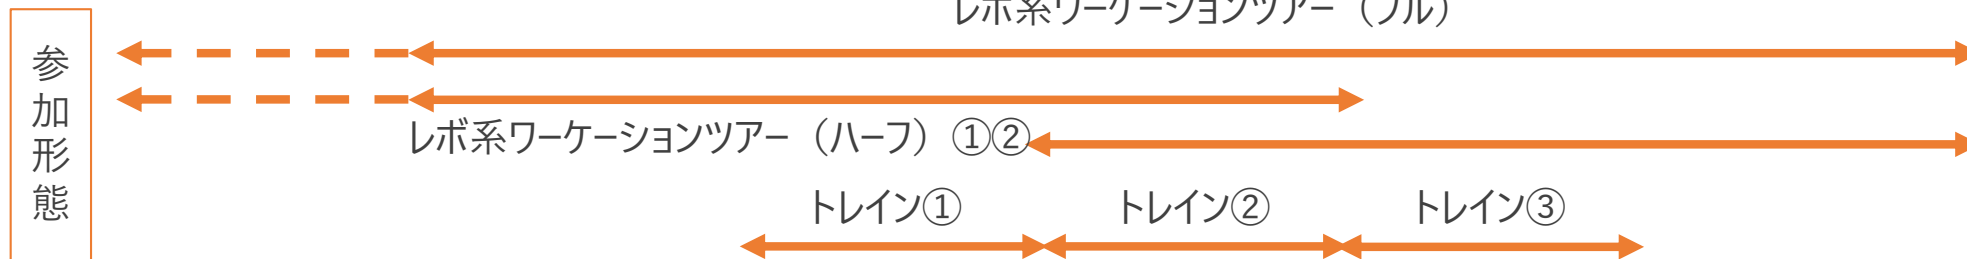 参加形態
レボ系ワーケーションツアー（フル）
レボ系ワーケーションツアー（ハーフ）①②
トレイン①
トレイン②
トレイン③